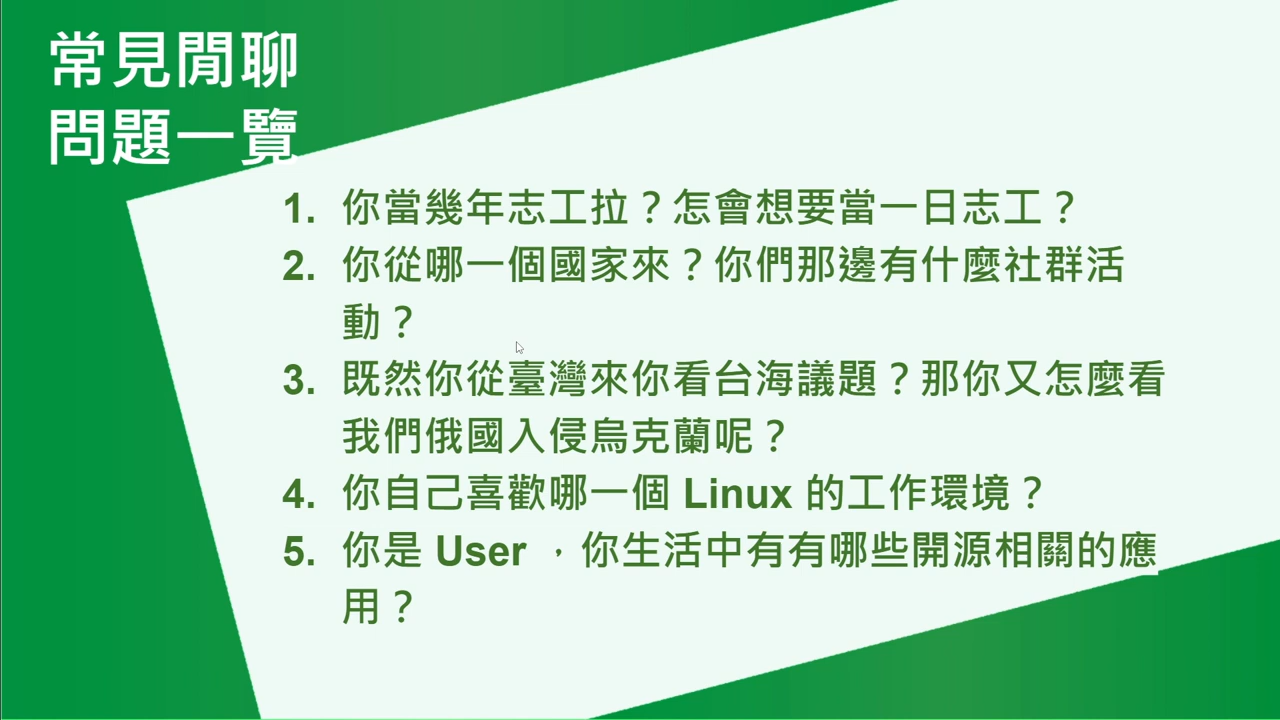 常見閒聊
問題一覽
1. 你當幾年志工拉？怎會想要當一日志工？
2. 你從哪一個國家來？你們那邊有什麼社群活
動？
3. 既然你從臺灣來你看台海議題？那你又怎麼看
我們俄國入侵烏克蘭呢？
4. 你自己喜歡哪一個 Linux 的工作環境？
5. 你是 User ，你生活中有有哪些開源相關的應
用？